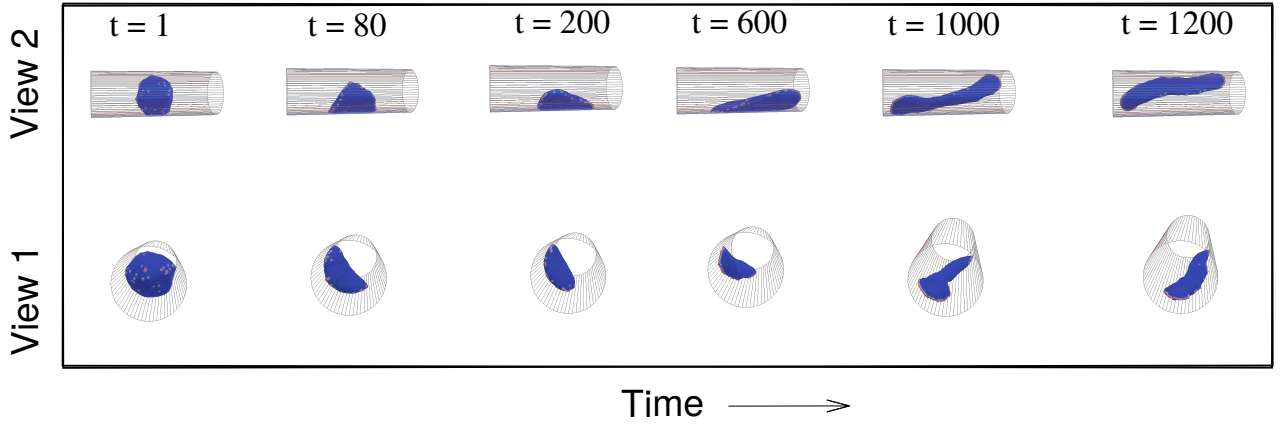 t = 1
t = 80
t = 200
t = 600
t = 1000
t = 1200
View 2
View 1
Time